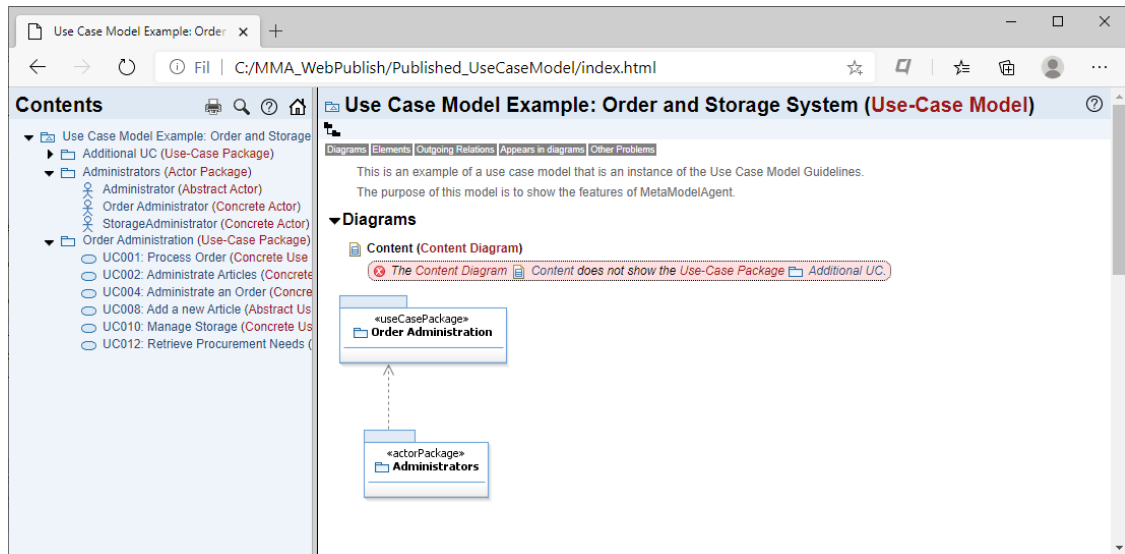 Use Case Model Example: Order
Fil | C:/MMA_WebPublish/Published_UseCaseModel/index.html
Contents
Use Case Model Example: Order and Storage
Additional UC (Use-Case Package)
Administrators (Actor Package)
Administrator (Abstract Actor)
Order Administrator (Concrete Actor)
StorageAdministrator (Concrete Actor)
Order Administration (Use-Case Package)
UC001: Process Order (Concrete Use
UC002: Administrate Articles (Concrete
UC004: Administrate an Order (Concre
UC008: Add a new Article (Abstract Us
UC010: Manage Storage (Concrete Us
UC012: Retrieve Procurement Needs (
Use Case Model Example: Order and Storage System (Use-Case Model)
Diagrams Elements Outgoing Relations Appears in diagrams Other Problems
This is an example of a use case model that is an instance of the Use Case Model Guidelines.
The purpose of this model is to show the features of MetaModelAgent.
Diagrams
Content (Content Diagram)
The Content Diagram Content does not show the Use-Case Package Additional UC.
«useCasePackage»
Order Administration
«actorPackage»
Administrators